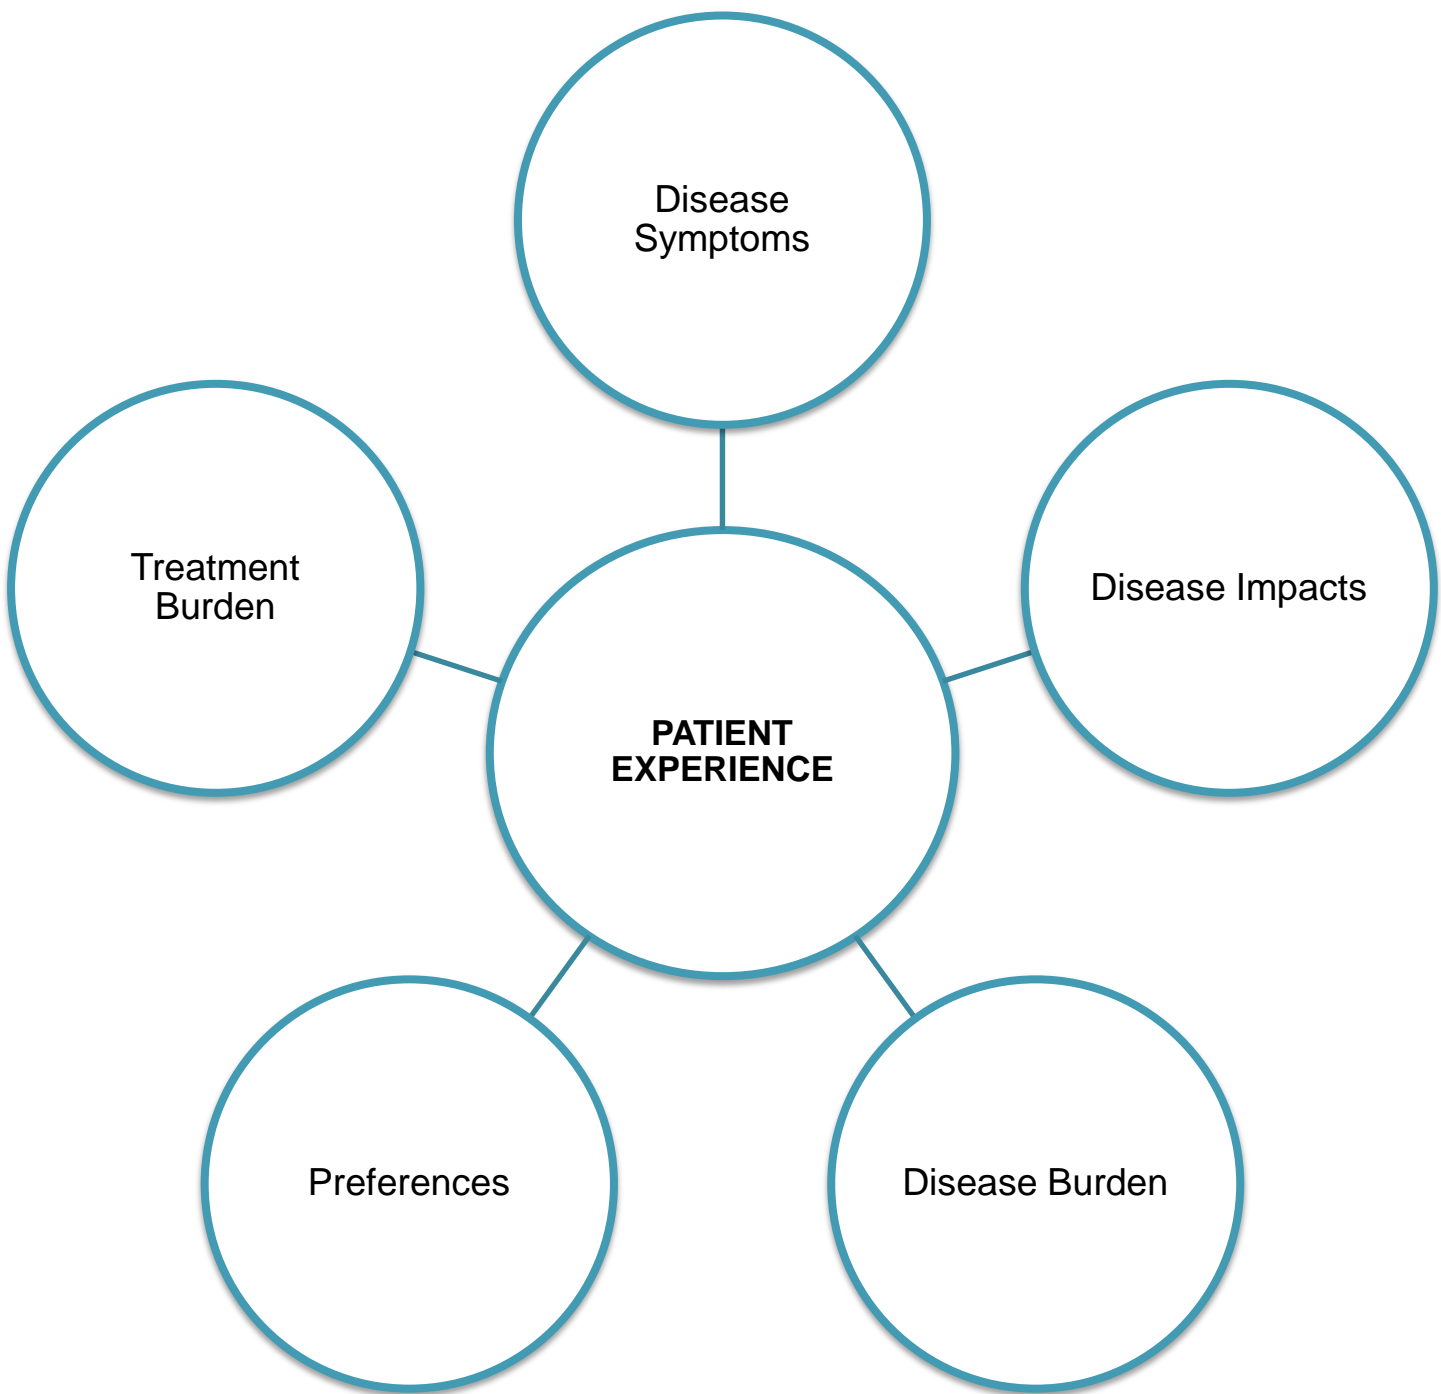 Disease
Symptoms
Treatment
Burden
Disease Impacts
PATIENT
EXPERIENCE
Preferences
Disease Burden